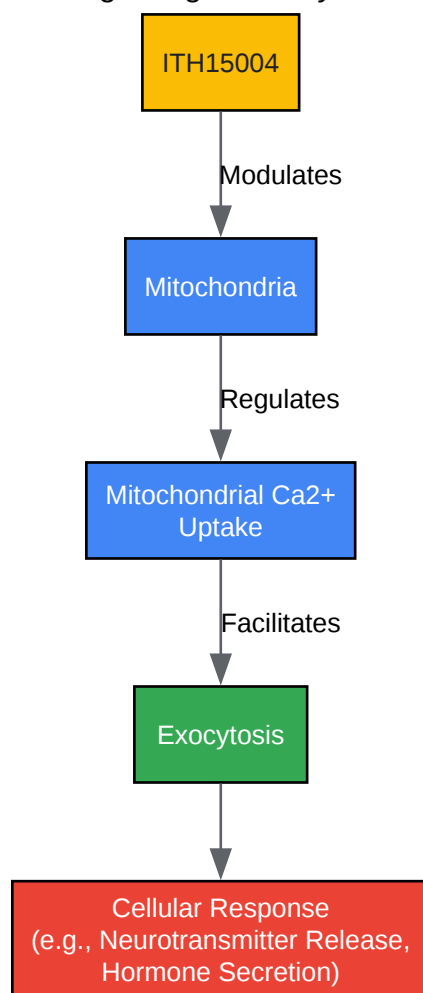 ITH15004
Modulates
Mitochondria
Regulates
Mitochondrial Ca2+
Uptake
Facilitates
Exocytosis
Cellular Response
(e.g., Neurotransmitter Release,
Hormone Secretion)